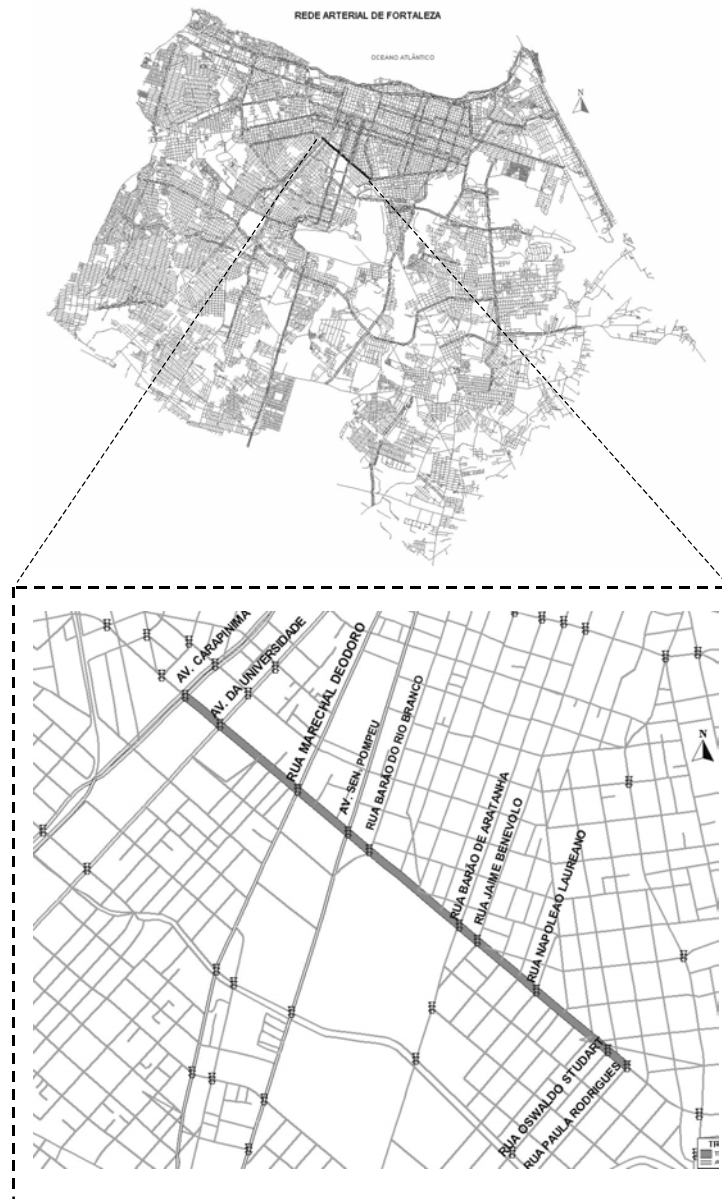 REDE ARTERIAL DE FORTALEZA
OCEANO ATLÂNTICO
N
AV. CARAPINIMA
AV. DA UNIVERSIDADE
RUA MARECHAL DEODORO
AV. SEN. POMPEU
RUA BARÃO DO RIO BRANCO
N
RUA BARÃO DE ARATANHA
RUA JAIME BENEVOLO
RUA NAPOLEAO LAUREANO
RUA OSWALDO STUDART
RUA PAULA RODRIGUES